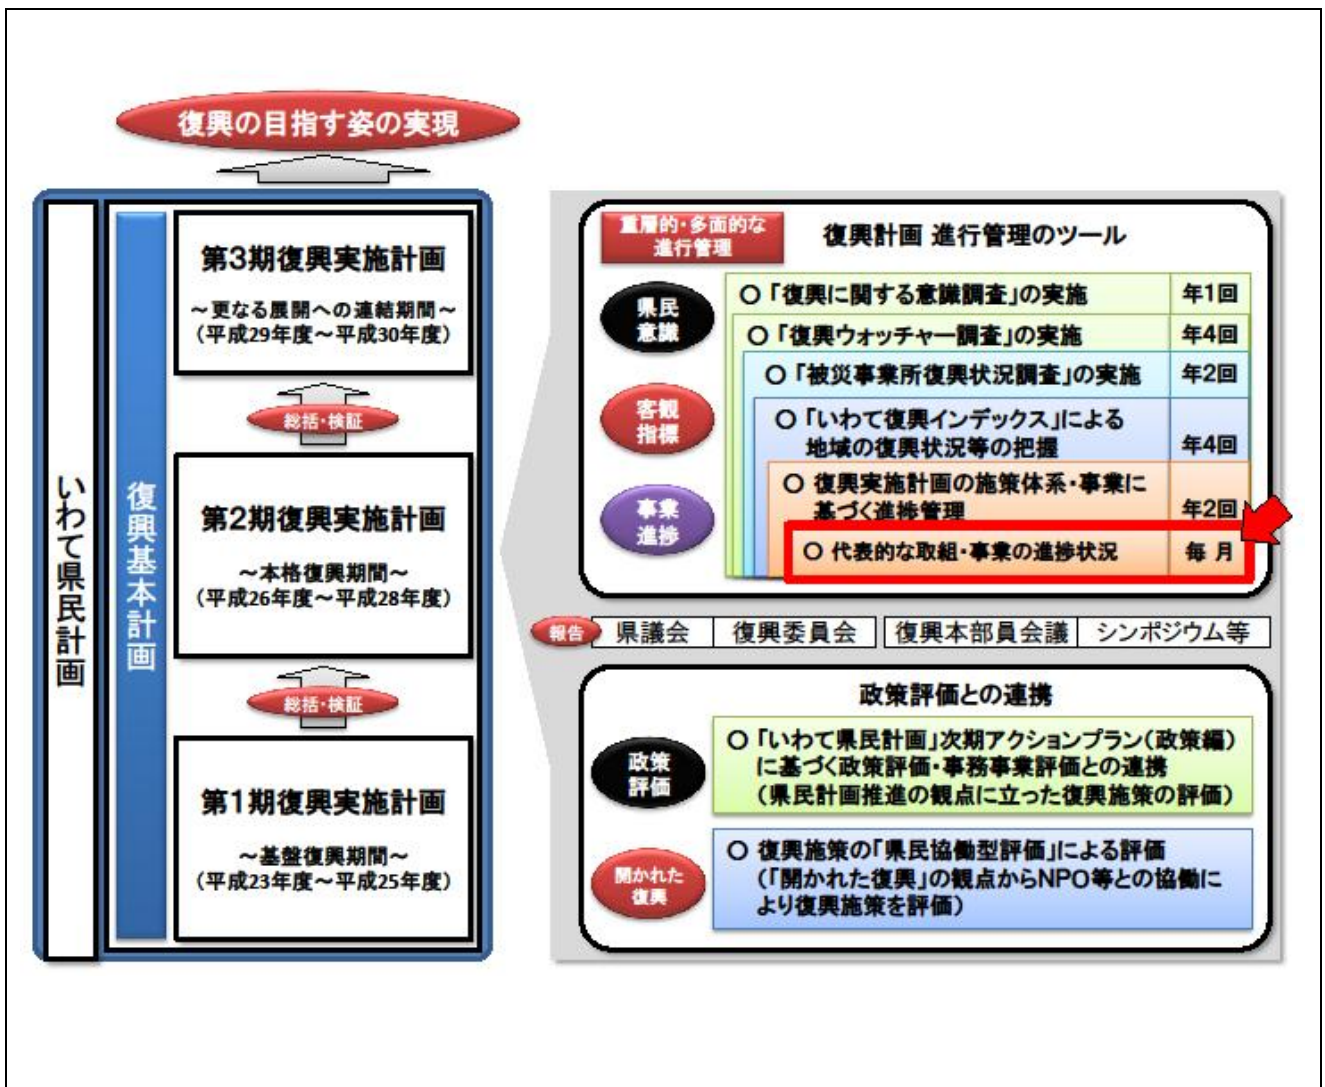 復興の目指す姿の実現
いわて県民計画
復興基本計画
第3期復興実施計画
～更なる展開への連結期間～
（平成29年度～平成30年度）
総括・検証
第2期復興実施計画
～本格復興期間～
（平成26年度～平成28年度）
総括・検証
第1期復興実施計画
～基盤復興期間～
（平成23年度～平成25年度）
重層的・多面的な
進行管理
復興計画 進行管理のツール
県民
意識
客観
指標
事業
進捗
○「復興に関する意識調査」の実施 年1回
○「復興ウォッチャー調査」の実施 年4回
○「被災事業所復興状況調査」の実施 年2回
○「いわて復興インデックス」による
地域の復興状況等の把握 年4回
○ 復興実施計画の施策体系・事業に
基づく進捗管理 年2回
○ 代表的な取組・事業の進捗状況 毎 月
報告 県議会 復興委員会 復興本部員会議 シンポジウム等
政策評価との連携
政策
評価
○「いわて県民計画」次期アクションプラン（政策編）
に基づく政策評価・事務事業評価との連携
（県民計画推進の観点に立った復興施策の評価）
開かれた
復興
○ 復興施策の「県民協働型評価」による評価
（「開かれた復興」の観点からNPO等との協働に
より復興施策を評価）